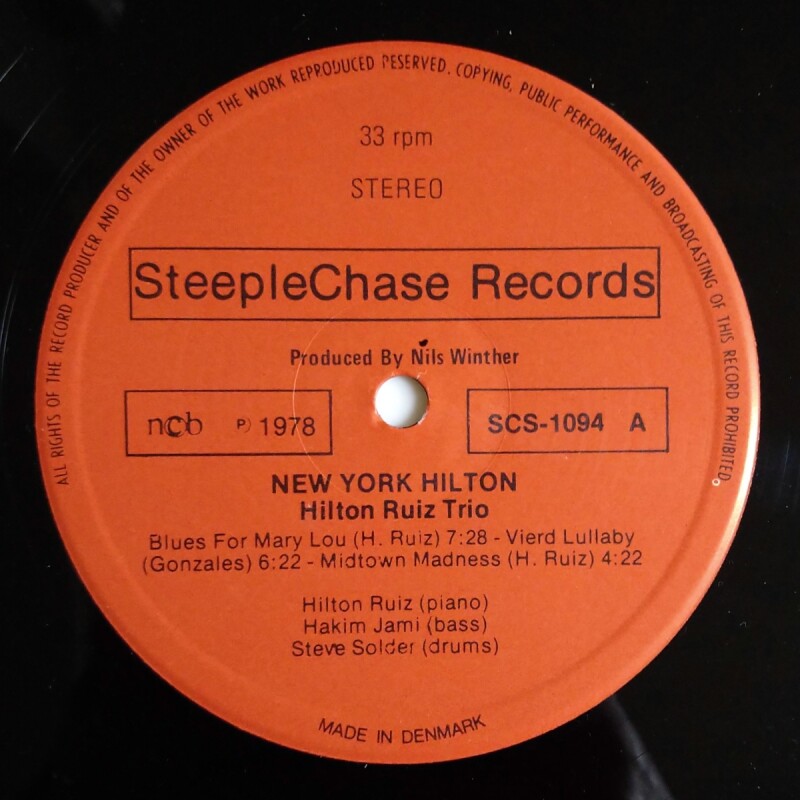 ALL RIGHTS OF THE RECORD PRODUCER AND OF THE OWNER OF THE WORK REPRODUCED RESERVED. COPYING, PUBLIC PERFORMANCE AND BROADCASTING OF THIS RECORD PROHIBITED.
33 rpm
STEREO
SteepleChase Records
Produced By Nils Winther
ncb P) 1978
SCS-1094 A
NEW YORK HILTON
Hilton Ruiz Trio
Blues For Mary Lou (H. Ruiz) 7:28 - Vierd Lullaby
(Gonzales) 6:22 - Midtown Madness (H. Ruiz) 4:22
Hilton Ruiz (piano)
Hakim Jami (bass)
Steve Solder (drums)
MADE IN DENMARK